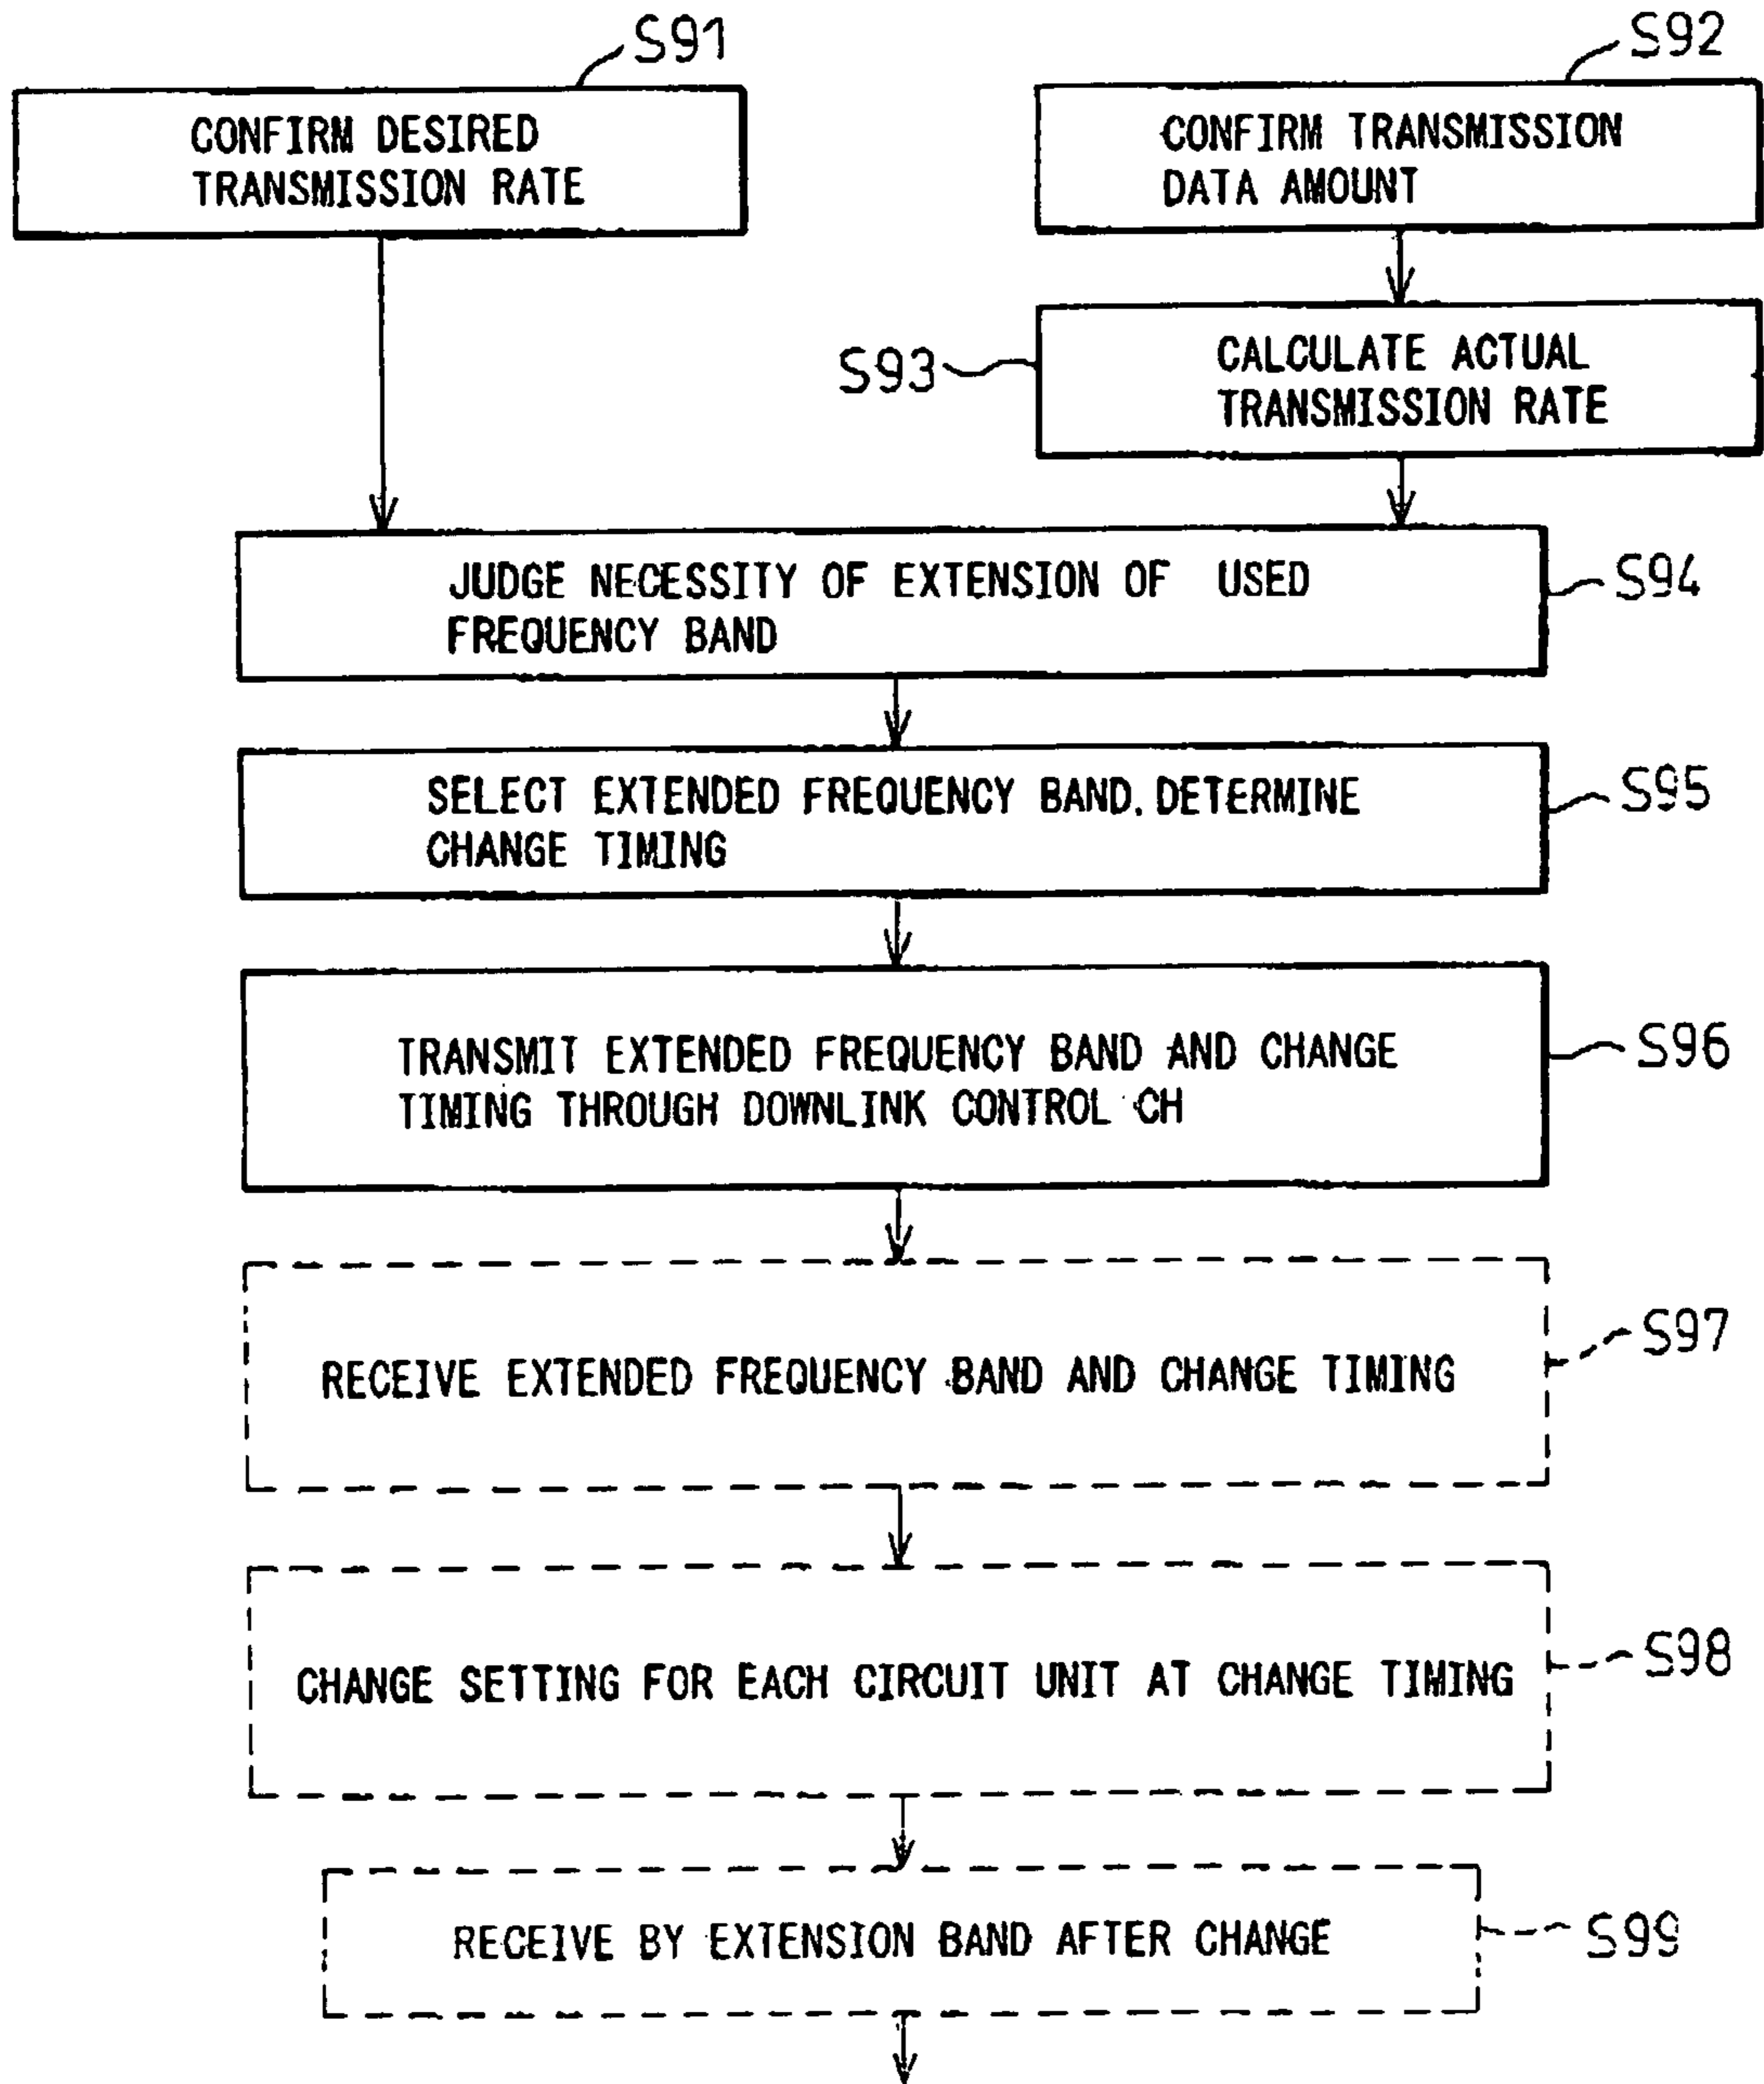 S91
CONFIRM DESIRED
TRANSMISSION RATE
S92
CONFIRM TRANSMISSION
DATA AMOUNT
S93
CALCULATE ACTUAL
TRANSMISSION RATE
JUDGE NECESSITY OF EXTENSION OF USED
FREQUENCY BAND
S94
SELECT EXTENDED FREQUENCY BAND. DETERMINE
CHANGE TIMING
S95
TRANSMIT EXTENDED FREQUENCY BAND AND CHANGE
TIMING THROUGH DOWNLINK CONTROL CH
S96
RECEIVE EXTENDED FREQUENCY BAND AND CHANGE TIMING
S97
CHANGE SETTING FOR EACH CIRCUIT UNIT AT CHANGE TIMING
S98
RECEIVE BY EXTENSION BAND AFTER CHANGE
S99